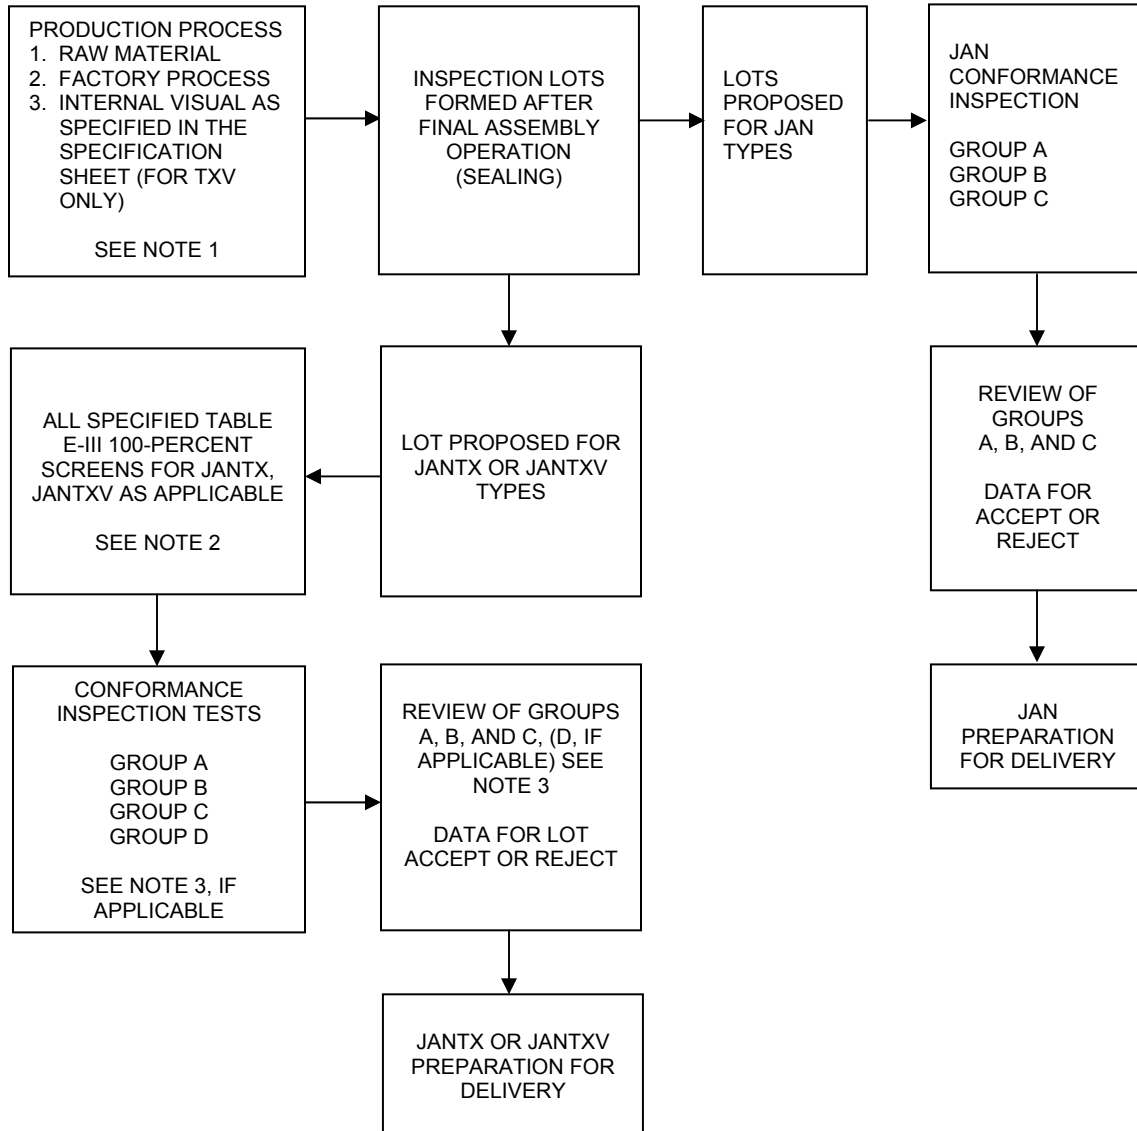 PRODUCTION PROCESS
1. RAW MATERIAL
2. FACTORY PROCESS
3. INTERNAL VISUAL AS
SPECIFIED IN THE
SPECIFICATION
SHEET (FOR TXV
ONLY)
SEE NOTE 1
INSPECTION LOTS
FORMED AFTER
FINAL ASSEMBLY
OPERATION
(SEALING)
LOTS
PROPOSED
FOR JAN
TYPES
JAN
CONFORMANCE
INSPECTION
GROUP A
GROUP B
GROUP C
ALL SPECIFIED TABLE
E-III 100-PERCENT
SCREENS FOR JANTX,
JANTXV AS APPLICABLE
SEE NOTE 2
LOT PROPOSED FOR
JANTX OR JANTXV
TYPES
REVIEW OF
GROUPS
A, B, AND C
DATA FOR
ACCEPT OR
REJECT
CONFORMANCE
INSPECTION TESTS
GROUP A
GROUP B
GROUP C
GROUP D
SEE NOTE 3, IF
APPLICABLE
REVIEW OF GROUPS
A, B, AND C, (D, IF
APPLICABLE) SEE
NOTE 3
DATA FOR LOT
ACCEPT OR REJECT
JAN
PREPARATION
FOR DELIVERY
JANTX OR JANTXV
PREPARATION FOR
DELIVERY